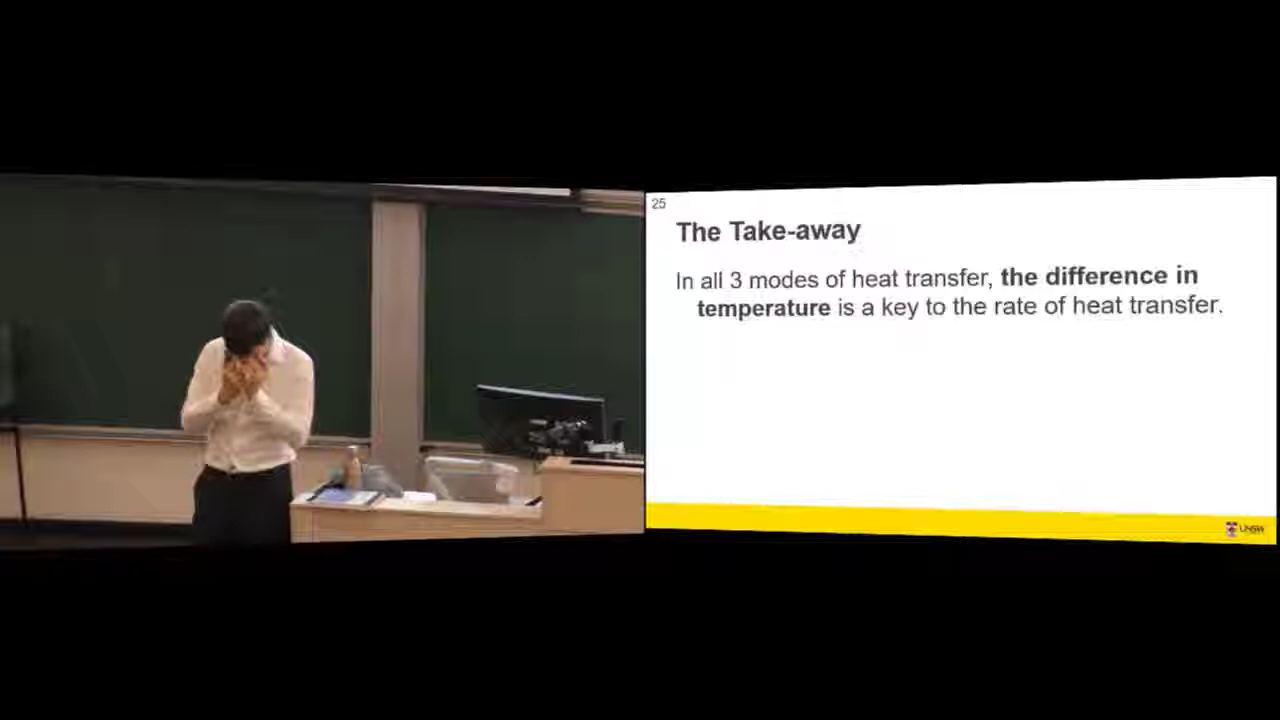 25
The Take-away
In all 3 modes of heat transfer, the difference in
temperature is a key to the rate of heat transfer.
UNSW